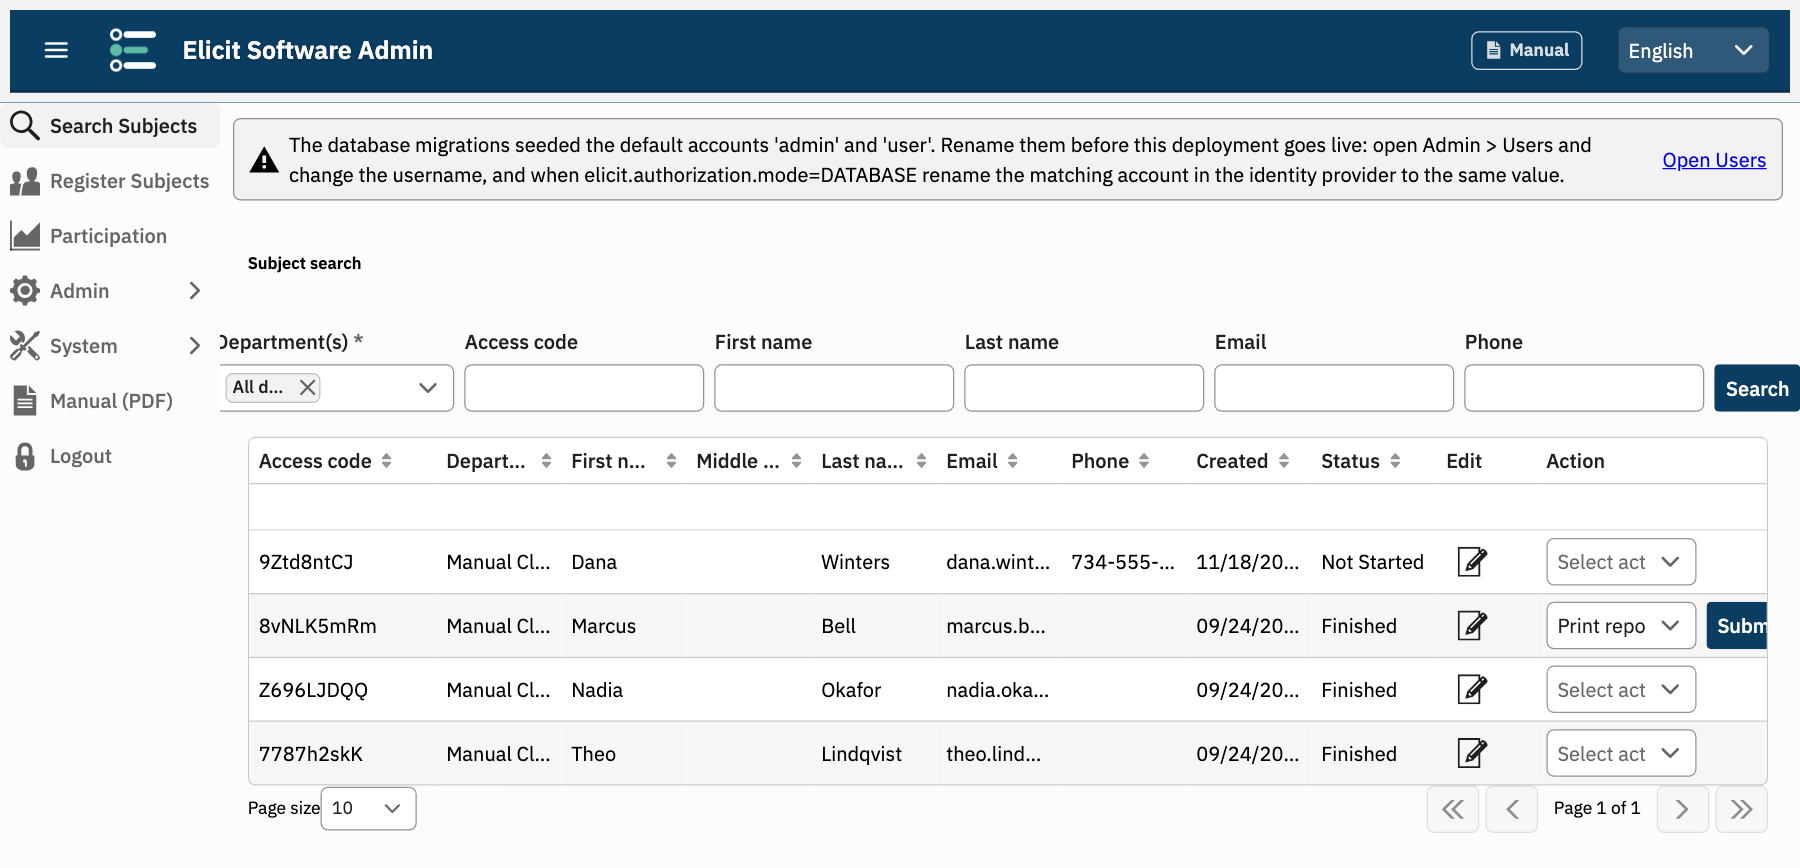 Elicit Software Admin
Manual
English
Search Subjects
Register Subjects
Participation
Admin
System
Manual (PDF)
Logout
The database migrations seeded the default accounts 'admin' and 'user'. Rename them before this deployment goes live: open Admin > Users and
change the username, and when elicit.authorization.mode=DATABASE rename the matching account in the identity provider to the same value.
Open Users
Subject search
Department(s) * Access code First name Last name Email Phone
All d... Search
Access code Depart... First n... Middle ... Last na... Email Phone Created Status Edit Action
9Ztd8ntCJ Manual Cl... Dana Winters dana.wint... 734-555-... 11/18/20... Not Started Select act
8vNLK5mRm Manual Cl... Marcus Bell marcus.b... 09/24/20... Finished Print repo Subm
Z696LJDQQ Manual Cl... Nadia Okafor nadia.oka... 09/24/20... Finished Select act
7787h2skK Manual Cl... Theo Lindqvist theo.lind... 09/24/20... Finished Select act
Page size 10 Page 1 of 1